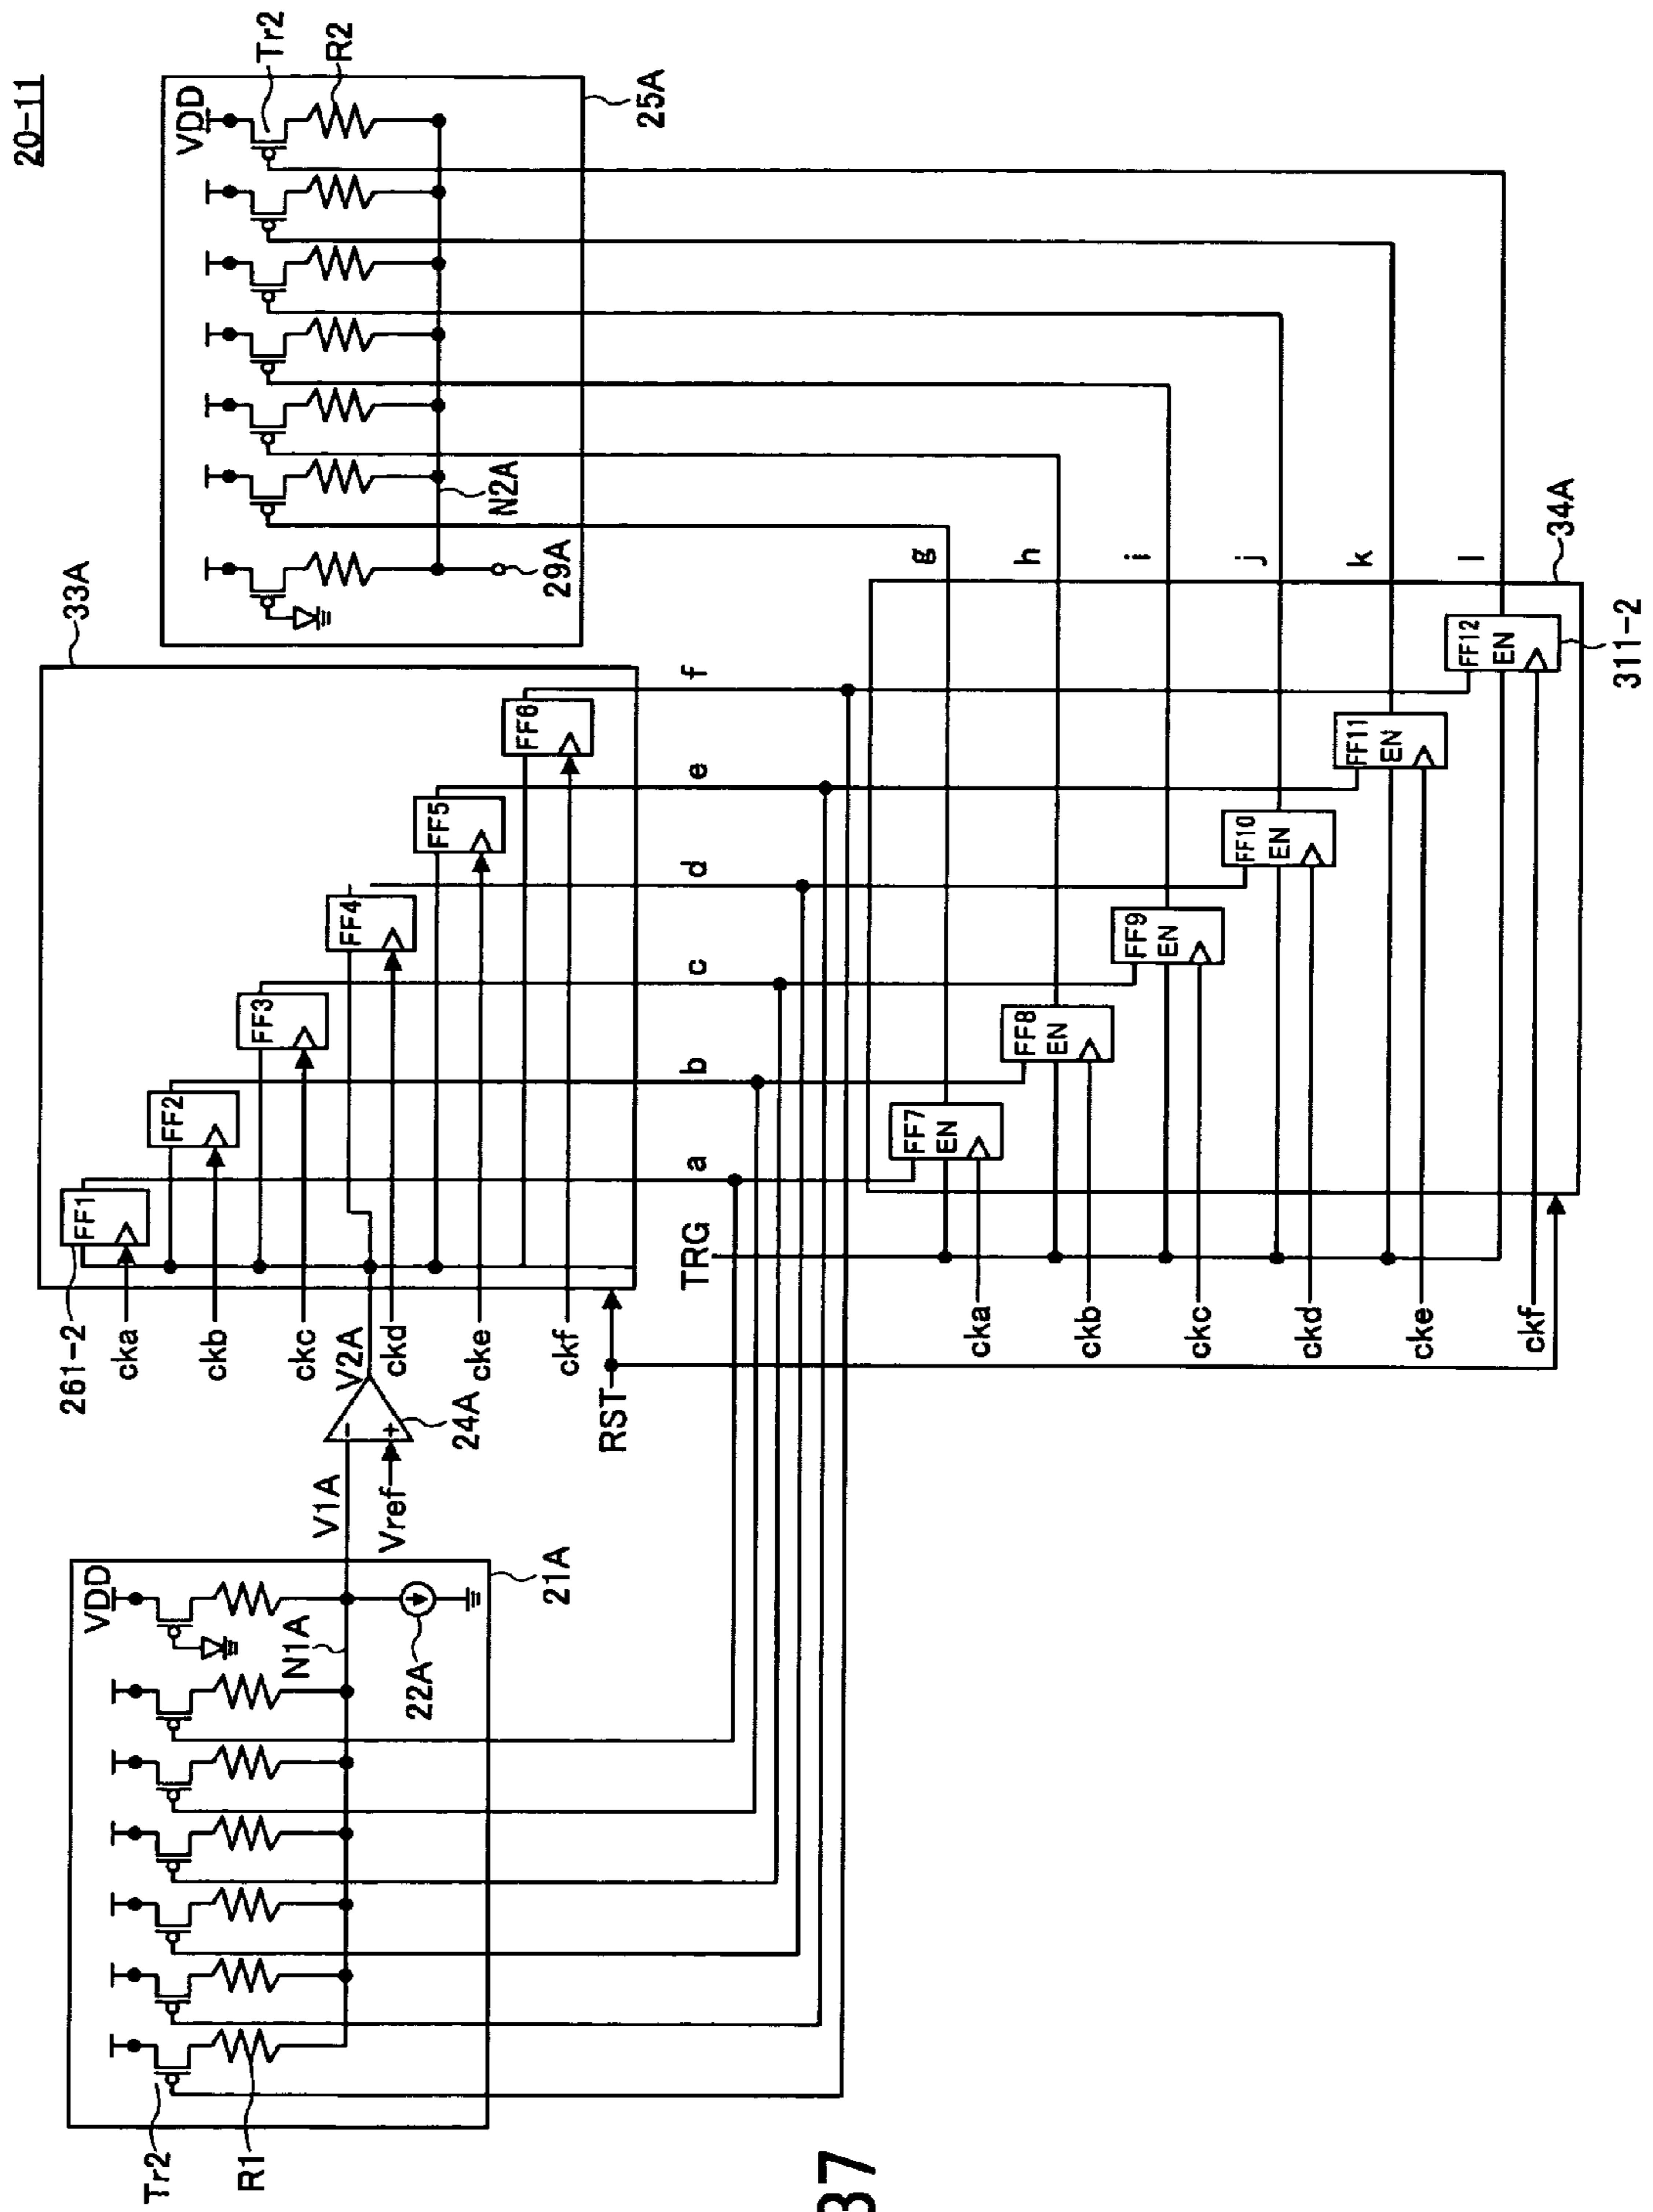 20-11
21A
Tr2
R1
VDD
N1A
22A
V1A
Vref
-
+
24A
V2A
33A
261-2
FF1
FF2
FF3
FF4
FF5
FF6
cka
ckb
ckc
ckd
cke
ckf
RST
a
b
c
d
e
f
TRG
cka
ckb
ckc
ckd
cke
ckf
FF7
EN
FF8
EN
FF9
EN
FF10
EN
FF11
EN
FF12
EN
311-2
34A
g
h
i
j
k
l
VDD
Tr2
R2
N2A
29A
25A
37